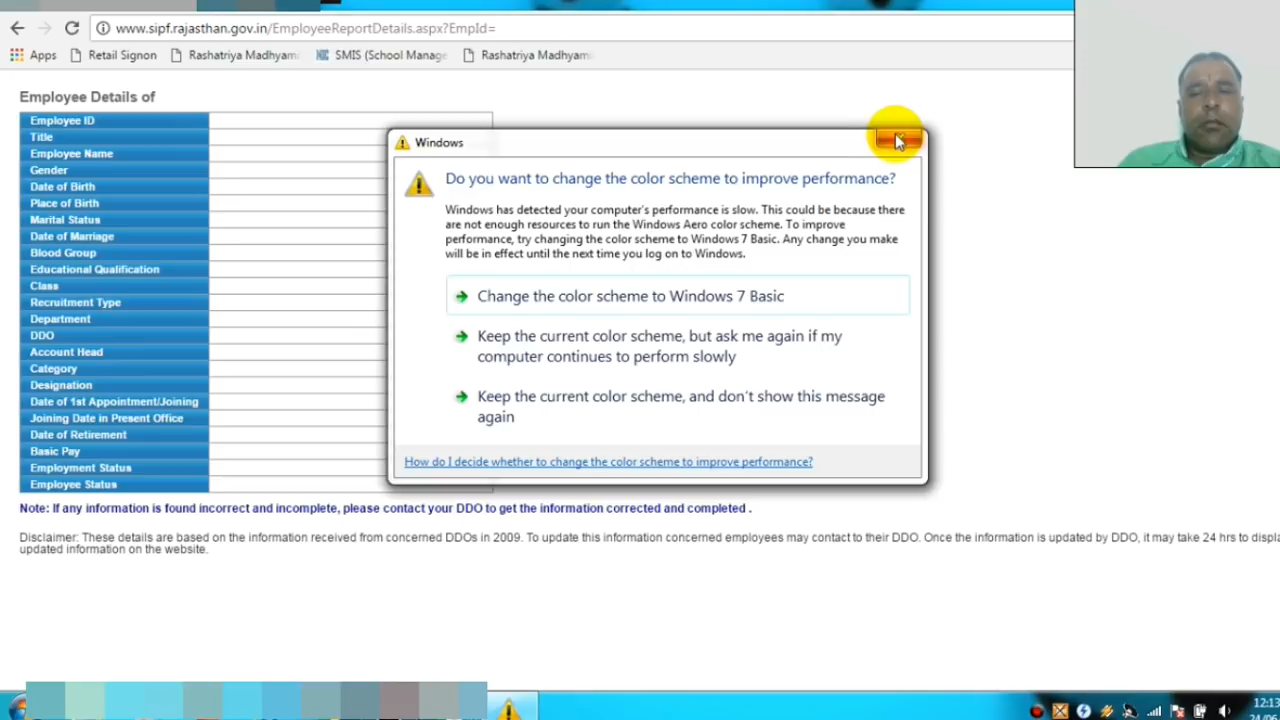 www.sipf.rajasthan.gov.in/EmployeeReportDetails.aspx?EmpId=
Apps Retail Signon Rashatriya Madhyami SMIS (School Manage Rashatriya Madhyami
Employee Details of
Employee ID
Title
Employee Name
Gender
Date of Birth
Place of Birth
Marital Status
Date of Marriage
Blood Group
Educational Qualification
Class
Recruitment Type
Department
DDO
Account Head
Category
Designation
Date of 1st Appointment/Joining
Joining Date in Present Office
Date of Retirement
Basic Pay
Employment Status
Employee Status
Windows
Do you want to change the color scheme to improve performance?
Windows has detected your computer's performance is slow. This could be because there
are not enough resources to run the Windows Aero color scheme. To improve
performance, try changing the color scheme to Windows 7 Basic. Any change you make
will be in effect until the next time you log on to Windows.
Change the color scheme to Windows 7 Basic
Keep the current color scheme, but ask me again if my
computer continues to perform slowly
Keep the current color scheme, and don't show this message
again
How do I decide whether to change the color scheme to improve performance?
Note: If any information is found incorrect and incomplete, please contact your DDO to get the information corrected and completed .
Disclaimer: These details are based on the information received from concerned DDOs in 2009. To update this information concerned employees may contact to their DDO. Once the information is updated by DDO, it may take 24 hrs to displa
updated information on the website.
12:13